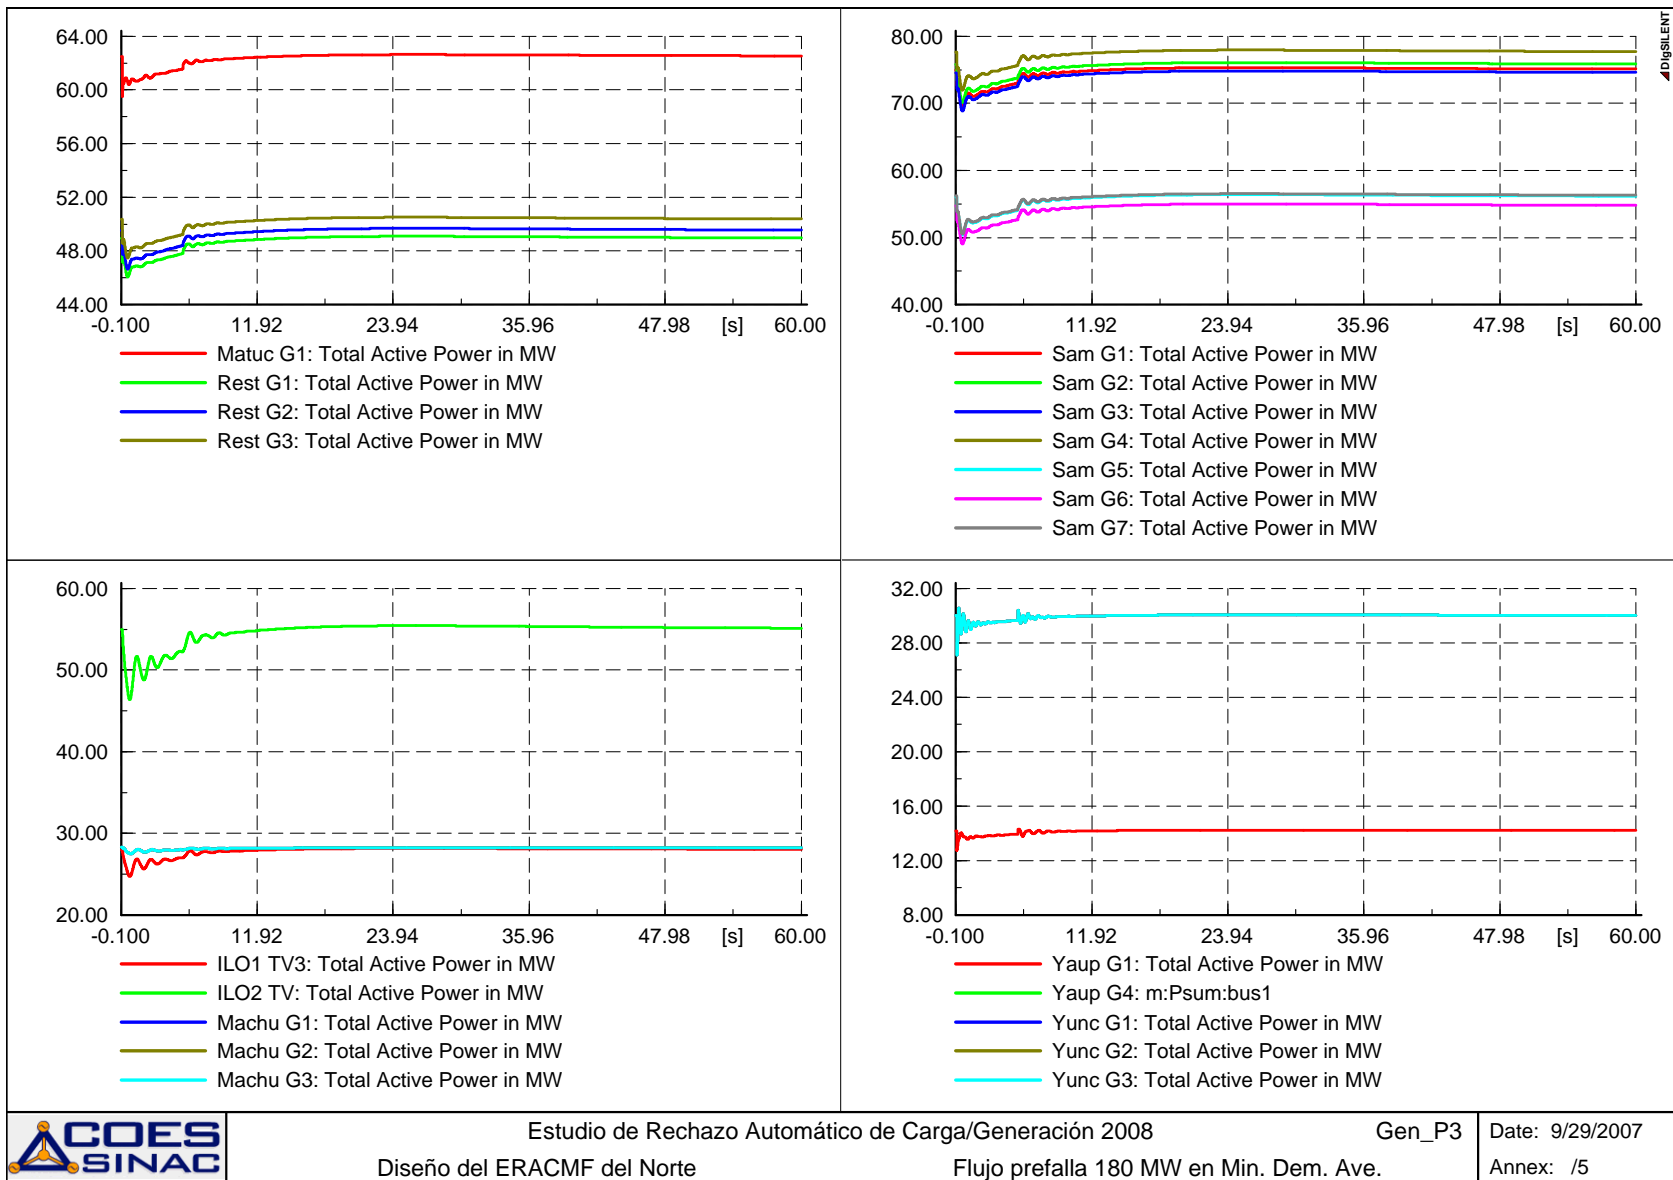 64.00
60.00
56.00
52.00
48.00
44.00
-0.100 11.92 23.94 35.96 47.98 [s] 60.00
Matuc G1: Total Active Power in MW
Rest G1: Total Active Power in MW
Rest G2: Total Active Power in MW
Rest G3: Total Active Power in MW
80.00
70.00
60.00
50.00
40.00
-0.100 11.92 23.94 35.96 47.98 [s] 60.00
Sam G1: Total Active Power in MW
Sam G2: Total Active Power in MW
Sam G3: Total Active Power in MW
Sam G4: Total Active Power in MW
Sam G5: Total Active Power in MW
Sam G6: Total Active Power in MW
Sam G7: Total Active Power in MW
DIgSILENT
60.00
50.00
40.00
30.00
20.00
-0.100 11.92 23.94 35.96 47.98 [s] 60.00
ILO1 TV3: Total Active Power in MW
ILO2 TV: Total Active Power in MW
Machu G1: Total Active Power in MW
Machu G2: Total Active Power in MW
Machu G3: Total Active Power in MW
32.00
28.00
24.00
20.00
16.00
12.00
8.00
-0.100 11.92 23.94 35.96 47.98 [s] 60.00
Yaup G1: Total Active Power in MW
Yaup G4: m:Psum:bus1
Yunc G1: Total Active Power in MW
Yunc G2: Total Active Power in MW
Yunc G3: Total Active Power in MW
COES
SINAC
Estudio de Rechazo Automático de Carga/Generación 2008 Gen_P3
Diseño del ERACMF del Norte Flujo prefalla 180 MW en Min. Dem. Ave.
Date: 9/29/2007
Annex: /5